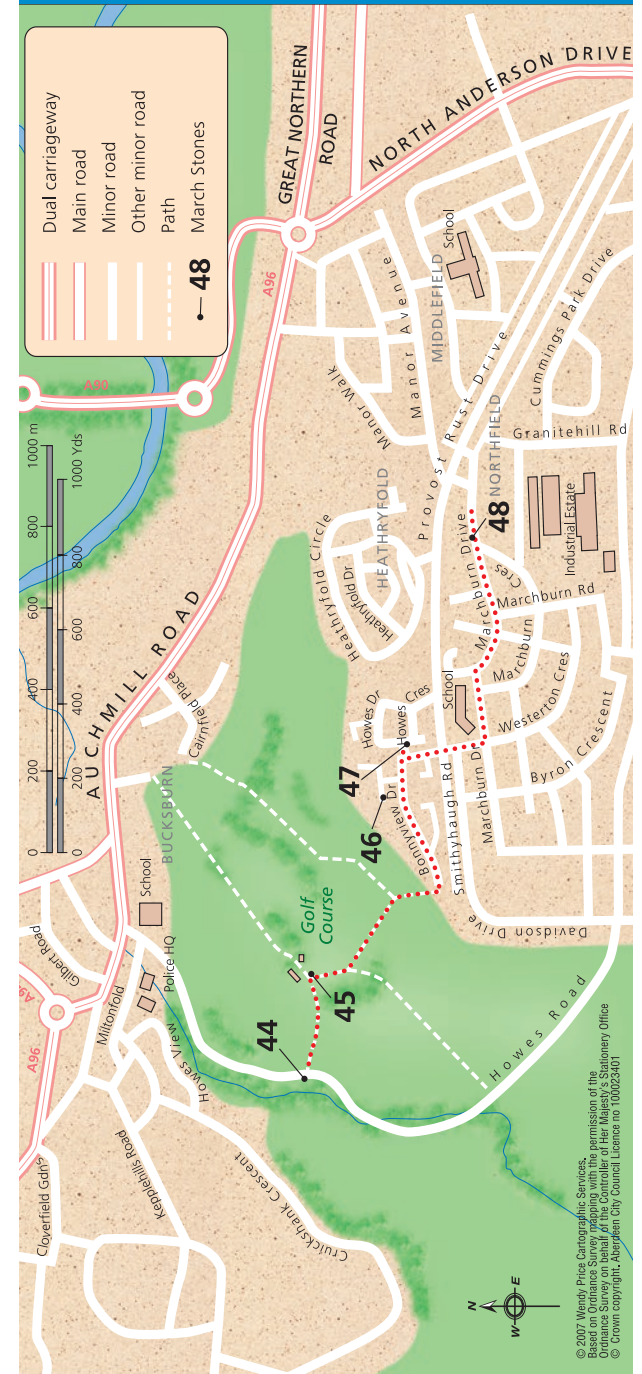 Dual carriageway
Main road
Minor road
Other minor road
Path
48 March Stones
0 200 400 600 800 1000 m
0 200 400 600 800 1000 Yds
A90
A96
A96
GREAT NORTHERN
ROAD
NORTH ANDERSON DRIVE
AUCHMILL ROAD
BUCKSBURN
Cairnfield Place
School
Police HQ
Gilbert Road
Miltonfold
Cloverfield Gdns
Kepplehills Road
Howes View
Cruickshank Crescent
Golf
Course
44
45
46
47
48
Howes Road
Davidson Drive
Bonnyview Dr
Smithyhaugh Rd
Marchburn Dr
Howes Dr
Howes Cres
School
Heathryfold Circle
Heathryfold Dr
Heathryfold
HEATHRYFOLD
Manor Walk
Manor Avenue
MIDDLEFIELD
School
Provost Rust Drive
NORTHFIELD
Cummings Park Drive
Granitehill Rd
Industrial Estate
Marchburn Drive
Cres
Marchburn Rd
Marchburn
Westerton Cres
Byron Crescent
N
W E
© 2007 Wendy Price Cartographic Services.
Based on Ordnance Survey mapping with the permission of the
Ordnance Survey on behalf of the Controller of Her Majesty's Stationery Office
© Crown copyright. Aberdeen City Council Licence no 100023401